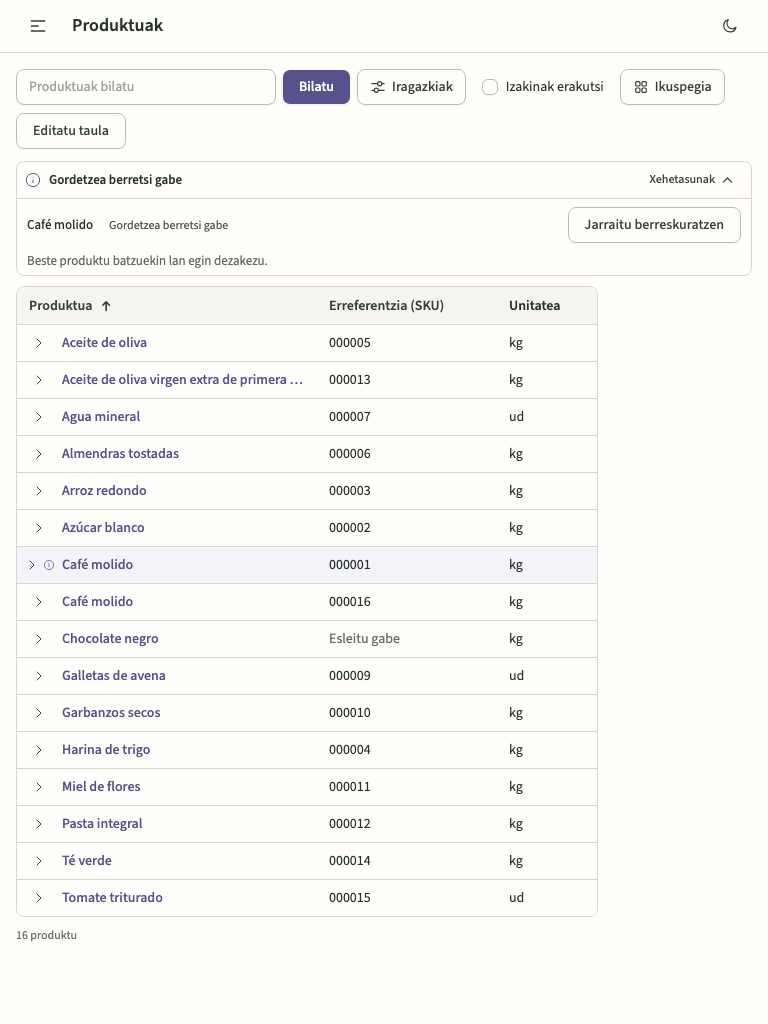 Produktuak
Produktuak bilatu
Bilatu
Iragazkiak
Izakinak erakutsi
Ikuspegia
Editatu taula
Gordetzea berretsi gabe
Xehetasunak
Café molido Gordetzea berretsi gabe
Jarraitu berreskuratzen
Beste produktu batzuekin lan egin dezakezu.
Produktua Erreferentzia (SKU) Unitatea
Aceite de oliva 000005 kg
Aceite de oliva virgen extra de primera … 000013 kg
Agua mineral 000007 ud
Almendras tostadas 000006 kg
Arroz redondo 000003 kg
Azúcar blanco 000002 kg
Café molido 000001 kg
Café molido 000016 kg
Chocolate negro Esleitu gabe kg
Galletas de avena 000009 ud
Garbanzos secos 000010 kg
Harina de trigo 000004 kg
Miel de flores 000011 kg
Pasta integral 000012 kg
Té verde 000014 kg
Tomate triturado 000015 ud
16 produktu